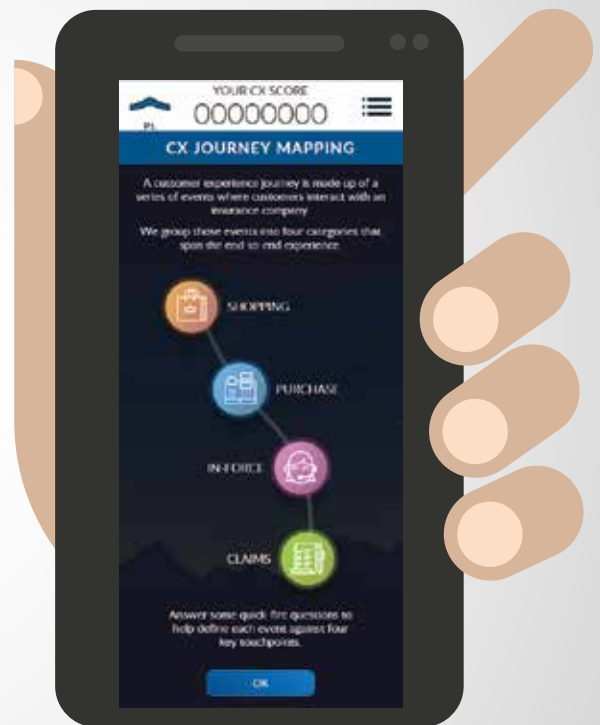 YOUR CX SCORE
00000000
P1.
CX JOURNEY MAPPING
A customer experience journey is made up of a
series of events where customers interact with an
insurance company
We group those events into four categories that
span the end to end experience
SHOPPING
PURCHASE
IN-FORCE
CLAIMS
Answer some quick fire questions to
help define each event against four
key touchpoints.
OK